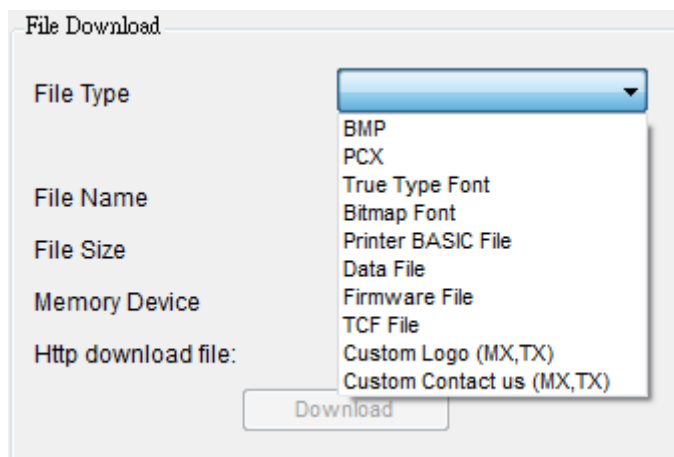 File Download
File Type
BMP
PCX
True Type Font
File Name
Bitmap Font
Printer BASIC File
File Size
Data File
Memory Device
Firmware File
TCF File
Http download file:
Custom Logo (MX,TX)
Custom Contact us (MX,TX)
Download